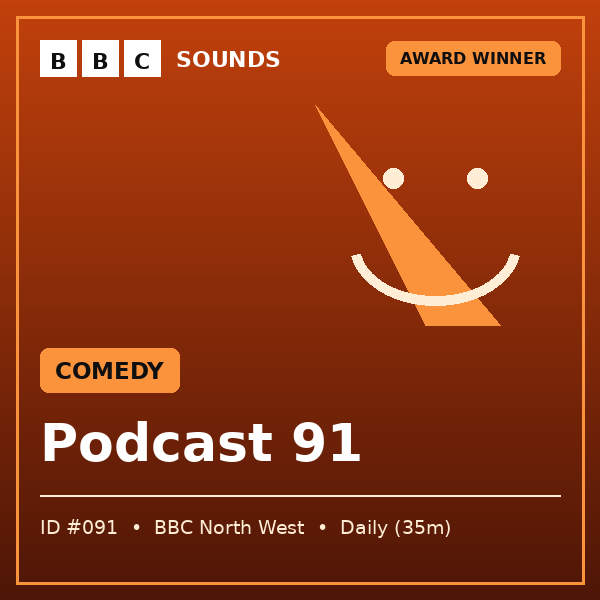 BBC SOUNDS
AWARD WINNER
COMEDY
Podcast 91
ID #091 • BBC North West • Daily (35m)